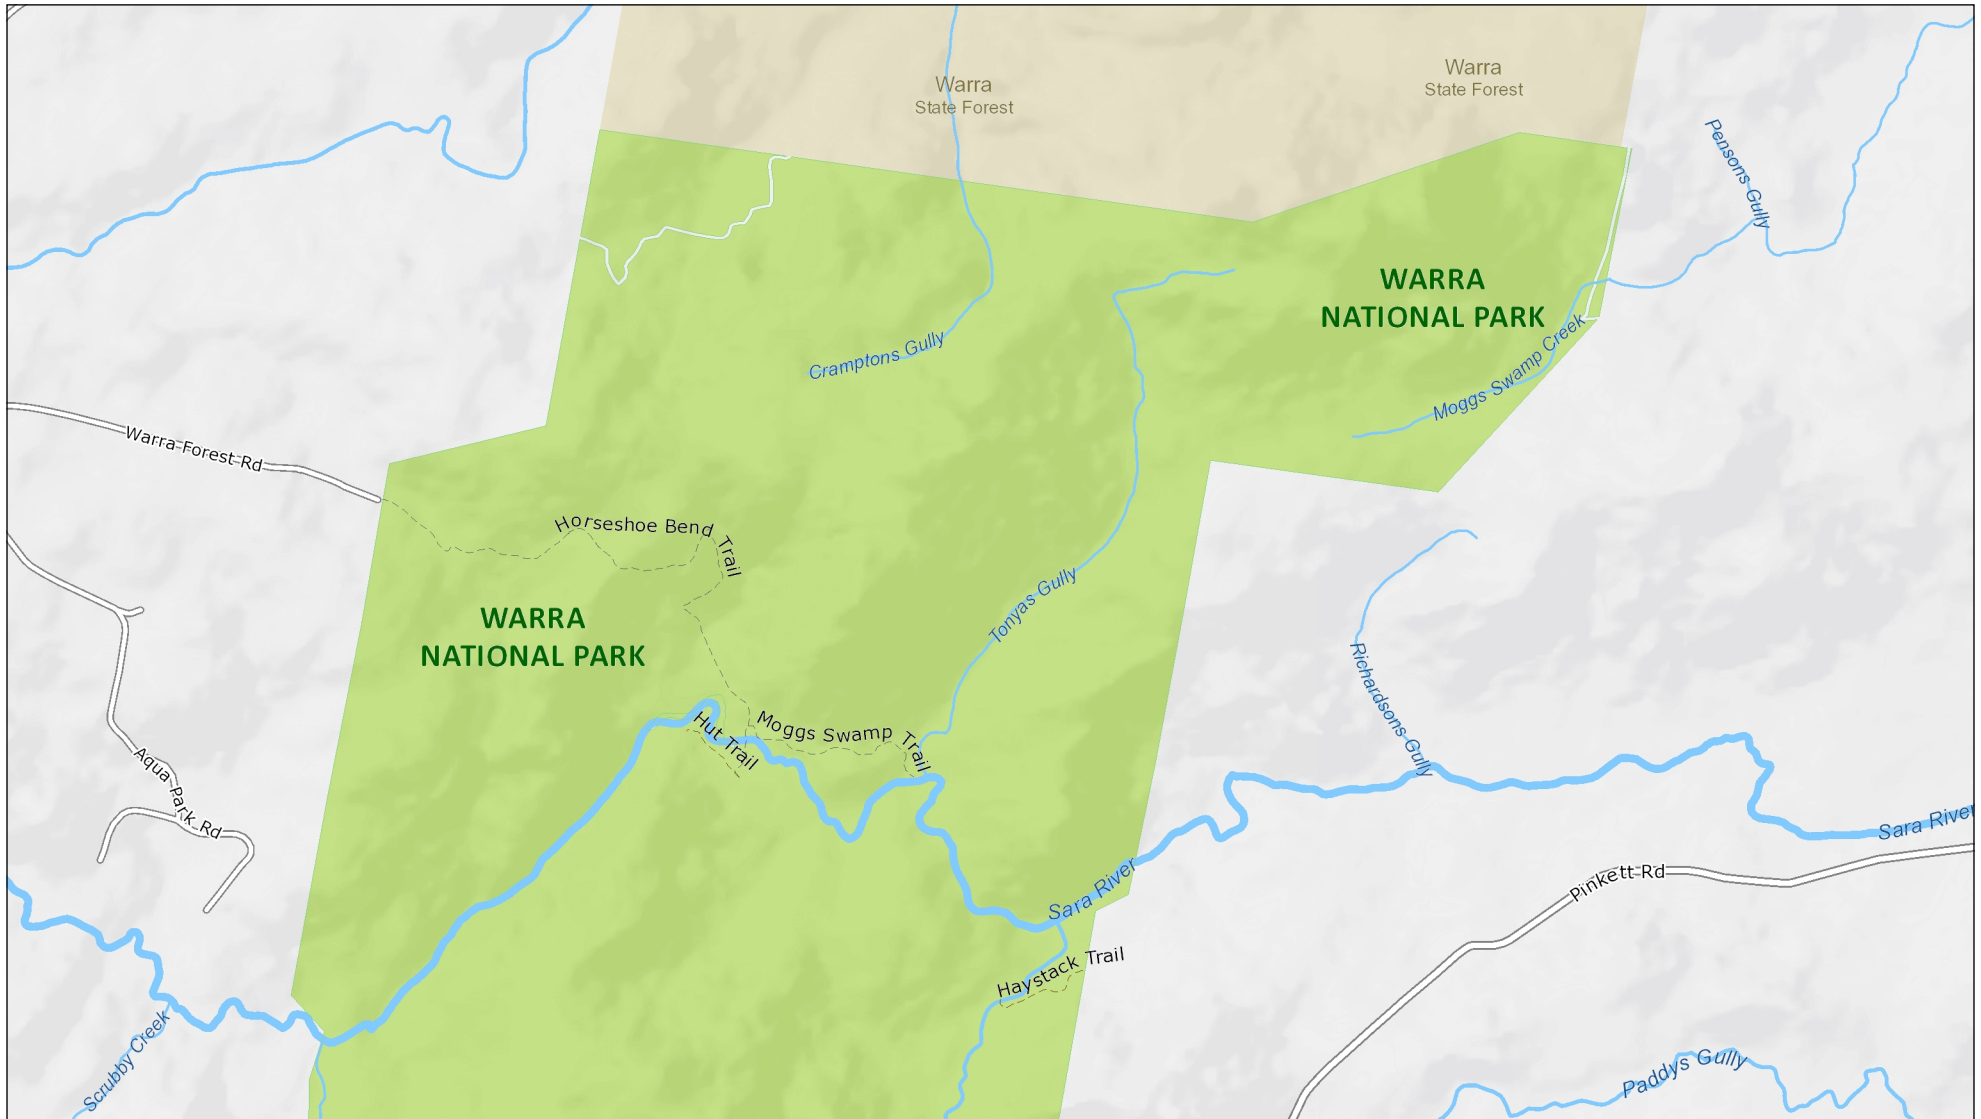 Warra
State Forest
Warra
State Forest
Pensons Gully
WARRA
NATIONAL PARK
Craptons Gully
Moggs Swamp Creek
Warra Forest Rd
Horseshoe Bend Trail
Tonyas Gully
WARRA
NATIONAL PARK
Richardsons Gully
Hut Trail
Moggs Swamp Trail
Aqua Park Rd
Sara River
Sara River
Pinkett Rd
Haystack Trail
Scrubby Creek
Paddys Gully